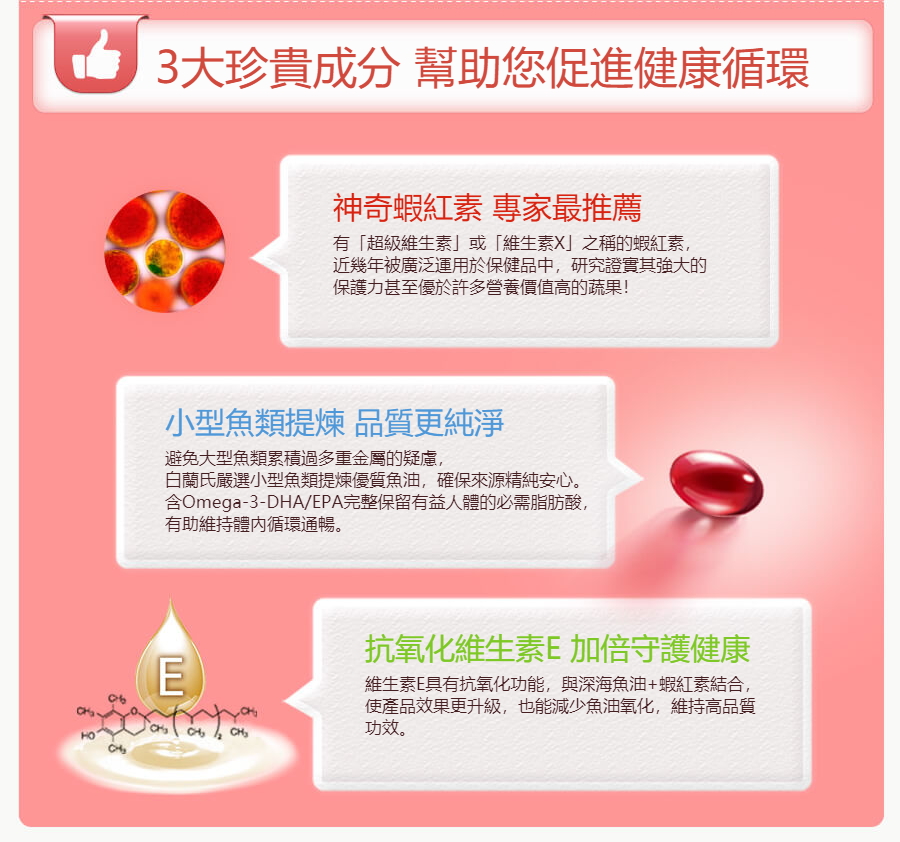 3大珍貴成分 幫助您促進健康循環
神奇蝦紅素 專家最推薦
有「超級維生素」或「維生素X」之稱的蝦紅素，
近幾年被廣泛運用於保健品中，研究證實其強大的
保護力甚至優於許多營養價值高的蔬果！
小型魚類提煉 品質更純淨
避免大型魚類累積過多重金屬的疑慮，
白蘭氏嚴選小型魚類提煉優質魚油，確保來源精純安心。
含Omega-3-DHA/EPA完整保留有益人體的必需脂肪酸，
有助維持體內循環通暢。
抗氧化維生素E 加倍守護健康
維生素E具有抗氧化功能，與深海魚油+蝦紅素結合，
使產品效果更升級，也能減少魚油氧化，維持高品質
功效。
E
CH₃
CH₃ CH₃ CH₃
HO CH₃ CH₃ 2 CH₃
CH₃